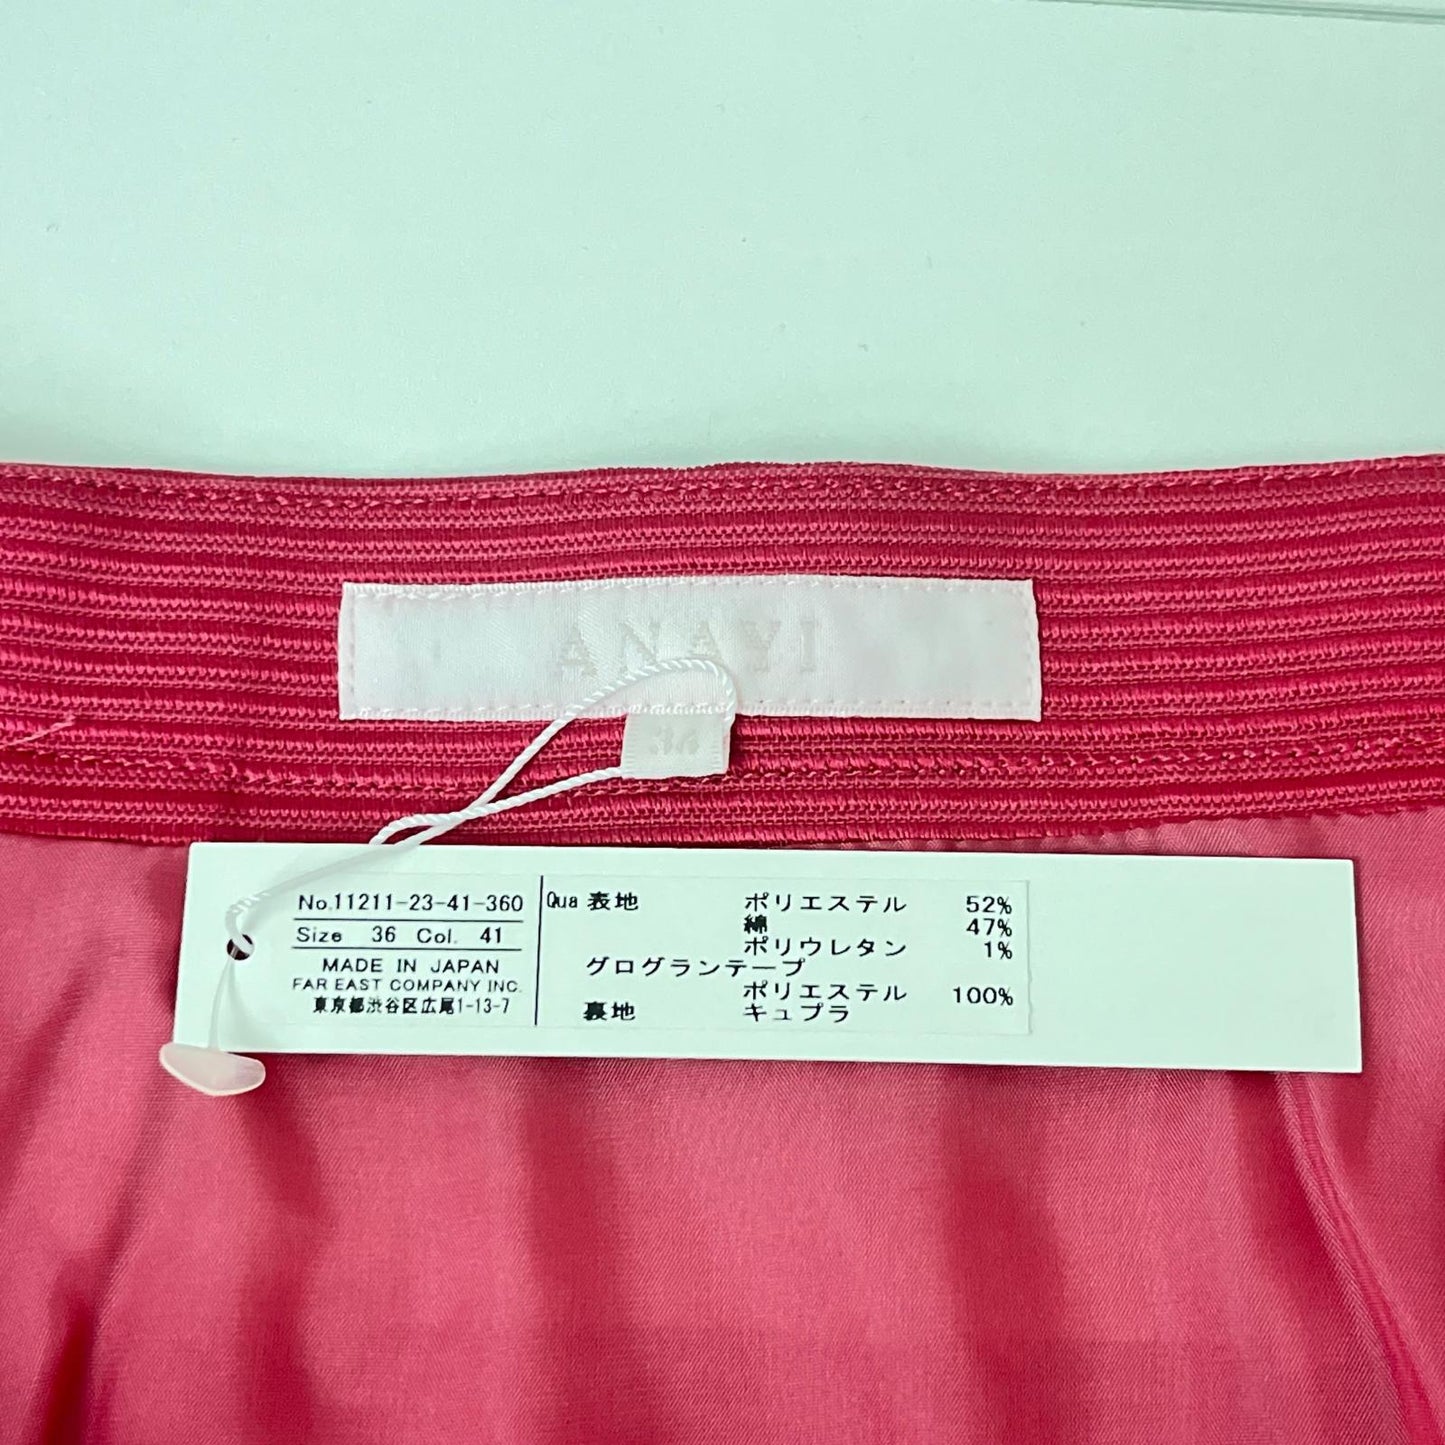 ANAYI
36
No.11211-23-41-360
Size 36 Col. 41
MADE IN JAPAN
FAR EAST COMPANY INC.
東京都渋谷区広尾1-13-7
Qua 表地 ポリエステル 52%
綿 47%
ポリウレタン 1%
グログランテープ
ポリエステル 100%
裏地 キュプラ